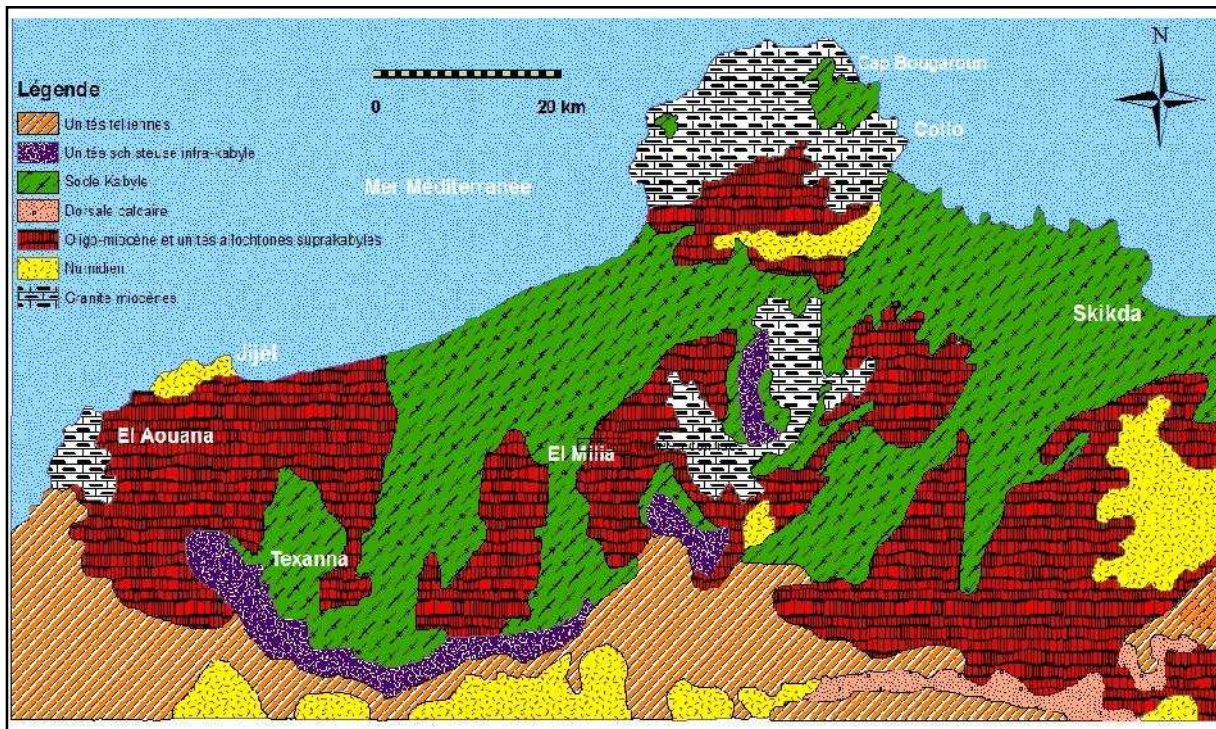 N
Cap Bougaroun
0 20 km
Légende
Collo
Unités telliennes
Unités schisteuse infra-kabyle
Mer Méditerranée
Socle Kabyle
Dorsale calcaire
Oligo-miocène et unités allochtones suprakabyles
Numidien
Granite miocènes
Skikda
Jijel
El Aouana
El Milia
Texanna